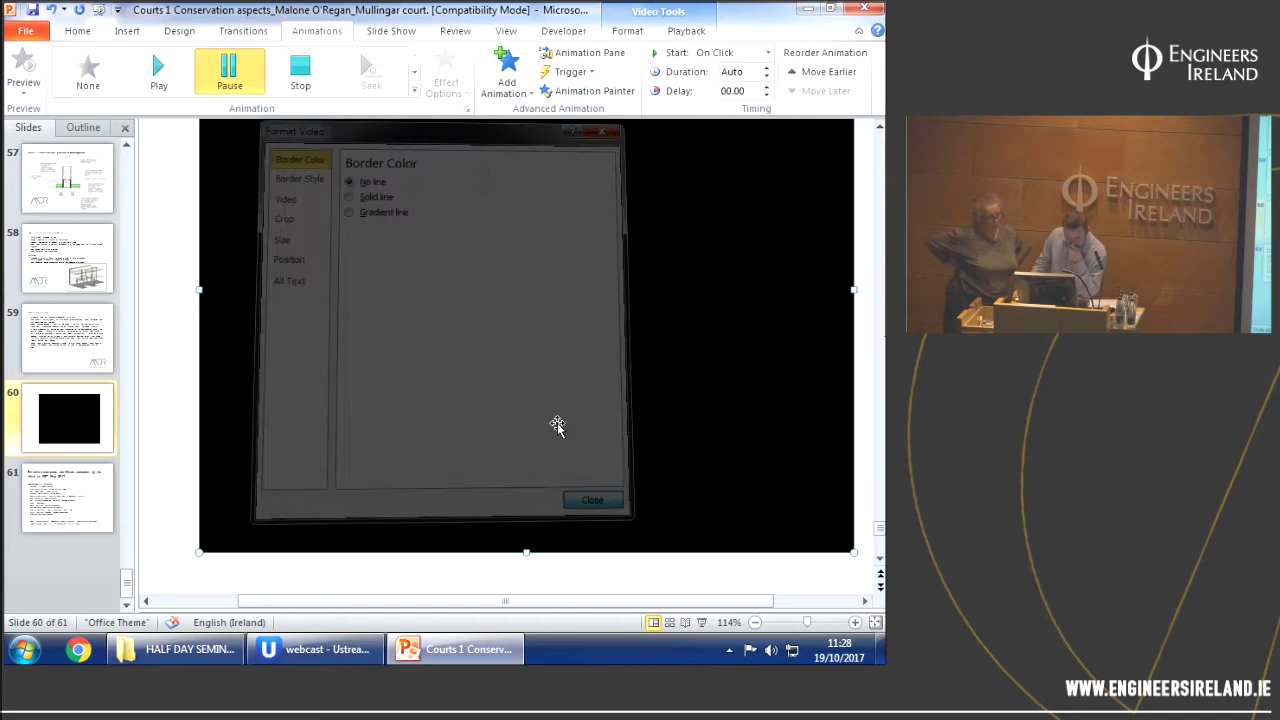 Courts 1 Conservation aspects_Malone O'Regan_Mullingar court. [Compatibility Mode] - Microso...
Video Tools
File
Home
Insert
Design
Transitions
Animations
Slide Show
Review
View
Developer
Format
Playback
Preview
None
Play
Pause
Stop
Seek
Effect
Options
Add
Animation
Animation Pane
Trigger
Animation Painter
Start: On Click
Duration: Auto
Delay: 00.00
Reorder Animation
Move Earlier
Move Later
Preview
Animation
Advanced Animation
Timing
Slides
Outline
57
58
59
60
61
Format Video
Border Color
Border Style
Video
Crop
Size
Position
Alt Text
Border Color
No line
Solid line
Gradient line
Close
Slide 60 of 61
"Office Theme"
English (Ireland)
114%
HALF DAY SEMIN...
webcast - Ustrea...
Courts 1 Conserv...
11:28
19/10/2017
ENGINEERS
IRELAND
ENGINEERS
IRELAND
WWW.ENGINEERSIRELAND.IE